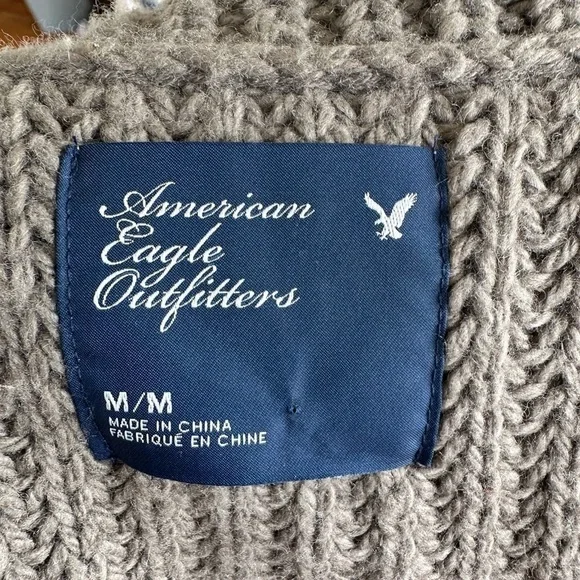 American
Eagle
Outfitters
M/M
MADE IN CHINA
FABRIQUÉ EN CHINE